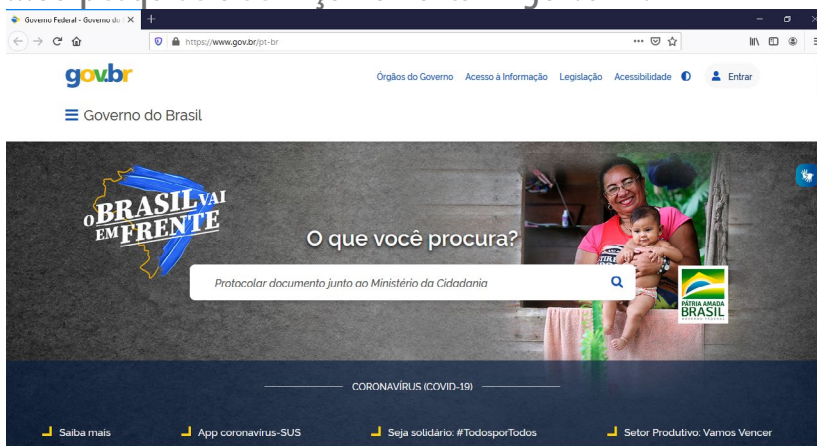 Governo Federal - Governo do
https://www.gov.br/pt-br
gov.br
Órgãos do Governo Acesso à Informação Legislação Acessibilidade Entrar
Governo do Brasil
O BRASIL VAI
EM FRENTE
O que você procura?
Protocolar documento junto ao Ministério da Cidadania
PÁTRIA AMADA
BRASIL
GOVERNO FEDERAL
CORONAVÍRUS (COVID-19)
Saiba mais App coronavírus-SUS Seja solidário: #TodosporTodos Setor Produtivo: Vamos Vencer